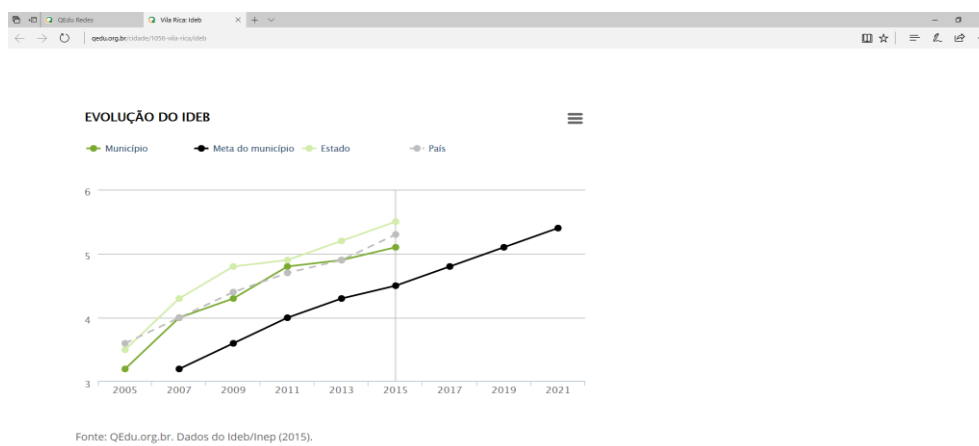 QEdu Redes Vila Rica: Ideb
qedu.org.br/cidade/1056-vila-rica/ideb
EVOLUÇÃO DO IDEB
Município Meta do município Estado País
6
5
4
3
2005 2007 2009 2011 2013 2015 2017 2019 2021
Fonte: QEdu.org.br. Dados do Ideb/Inep (2015).